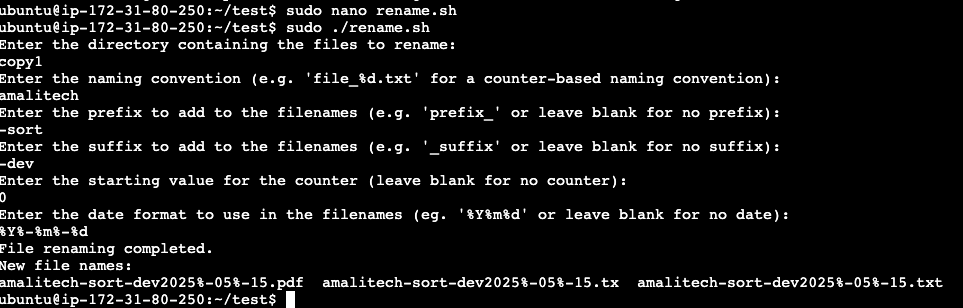 ubuntu@ip-172-31-80-250:~/test$ sudo nano rename.sh
ubuntu@ip-172-31-80-250:~/test$ sudo ./rename.sh
Enter the directory containing the files to rename:
copy1
Enter the naming convention (e.g. 'file_%d.txt' for a counter-based naming convention):
amalitech
Enter the prefix to add to the filenames (e.g. 'prefix_' or leave blank for no prefix):
-sort
Enter the suffix to add to the filenames (e.g. '_suffix' or leave blank for no suffix):
-dev
Enter the starting value for the counter (leave blank for no counter):
0
Enter the date format to use in the filenames (eg. '%Y%m%d' or leave blank for no date):
%Y%-%m%-%d
File renaming completed.
New file names:
amalitech-sort-dev2025%-05%-15.pdf  amalitech-sort-dev2025%-05%-15.tx  amalitech-sort-dev2025%-05%-15.txt
ubuntu@ip-172-31-80-250:~/test$